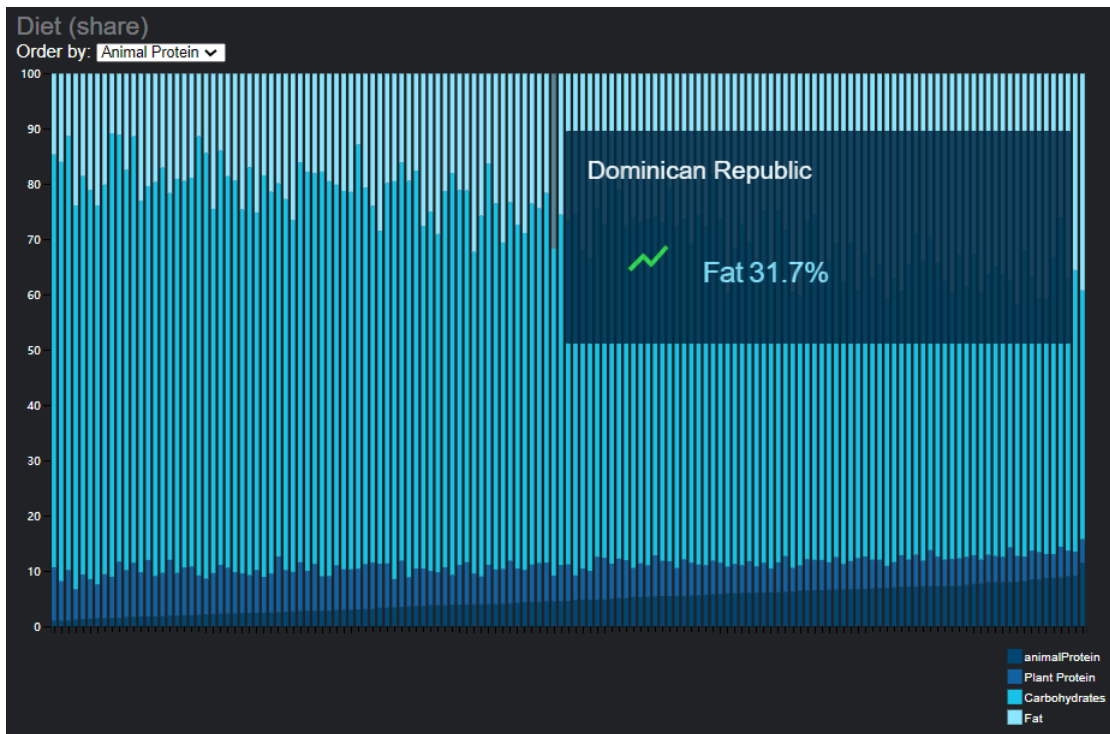 Diet (share)
Order by: Animal Protein
100
90
80
70
60
50
40
30
20
10
0
Dominican Republic
Fat 31.7%
animalProtein
Plant Protein
Carbohydrates
Fat